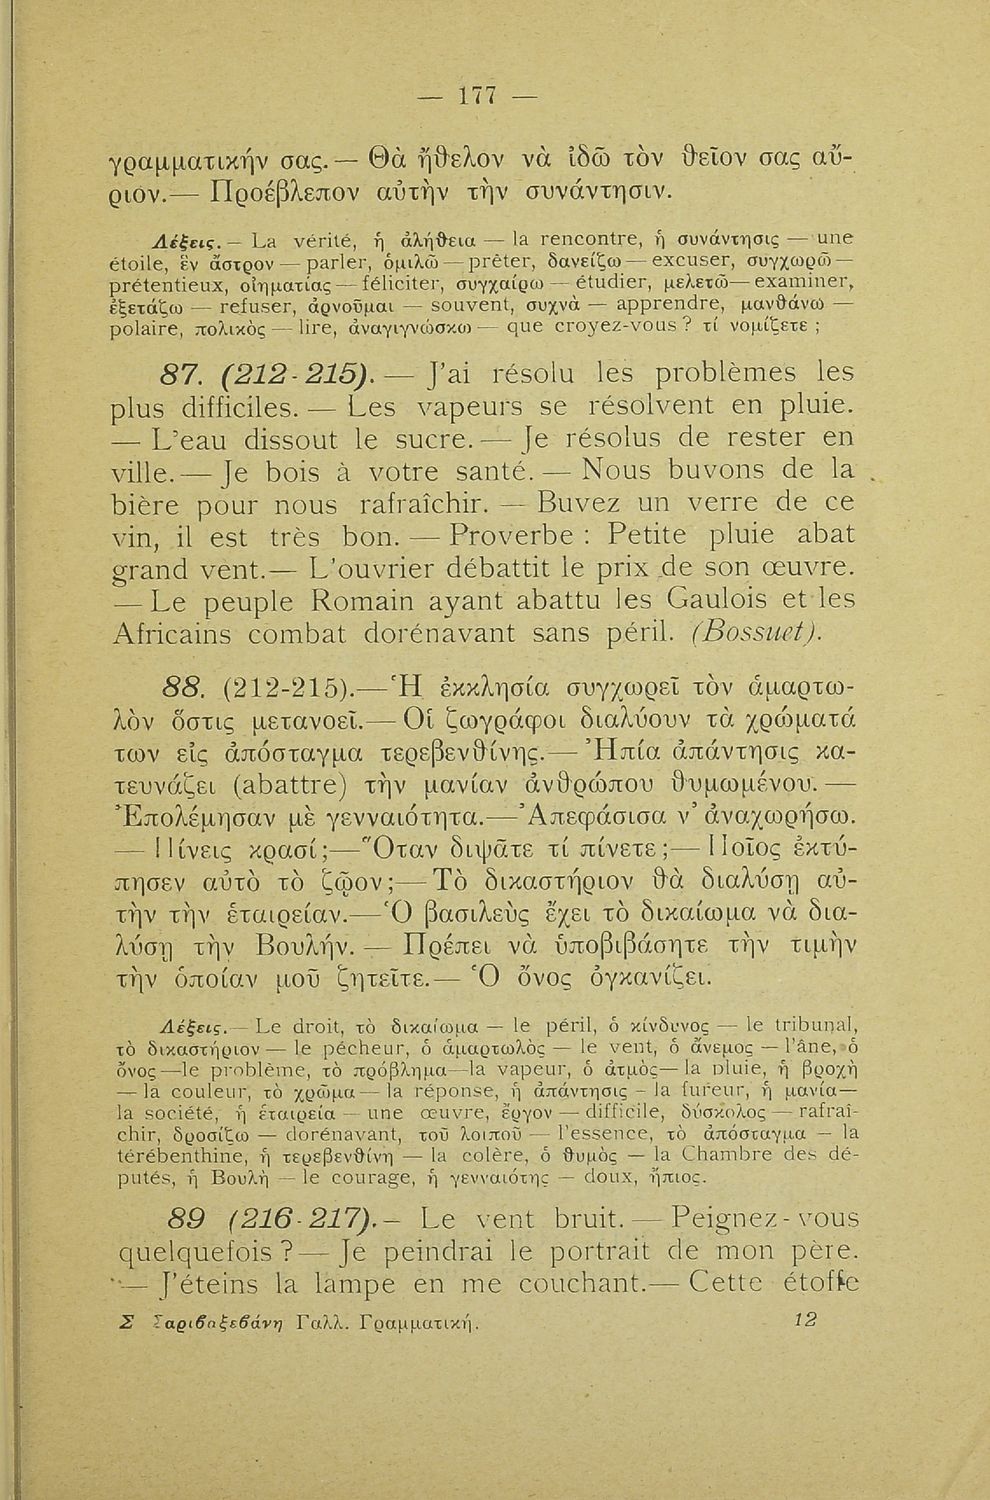 — 177 —
γραμματικήν σας.— Θὰ ἤθελον νὰ ἰδῶ τὸν θεῖον σας αὔ-
ριον.— Προέβλεπον αὐτὴν τὴν συνάντησιν.
Λέξεις.— La vérité, ἡ ἀλήθεια — la rencontre, ἡ συνάντησις — une
étoile, ἓν ἄστρον — parler, ὁμιλῶ — prêter, δανείζω — excuser, συγχωρῶ —
prétentieux, οἰηματίας — féliciter, συγχαίρω — étudier, μελετῶ — examiner,
ἐξετάζω — refuser, ἀρνοῦμαι — souvent, συχνὰ — apprendre, μανθάνω —
polaire, πολικὸς — lire, ἀναγιγνώσκω — que croyez-vous? τί νομίζετε ;
87. (212-215). — J'ai résolu les problèmes les
plus difficiles. — Les vapeurs se résolvent en pluie.
— L'eau dissout le sucre. — Je résolus de rester en
ville. — Je bois à votre santé. — Nous buvons de la
bière pour nous rafraîchir. — Buvez un verre de ce
vin, il est très bon. — Proverbe : Petite pluie abat
grand vent.— L'ouvrier débattit le prix de son œuvre.
— Le peuple Romain ayant abattu les Gaulois et les
Africains combat dorénavant sans péril. (Bossuet).
88. (212-215).—Ἡ ἐκκλησία συγχωρεῖ τὸν ἁμαρτω-
λὸν ὅστις μετανοεῖ.— Οἱ ζωγράφοι διαλύουν τὰ χρώματά
των εἰς ἀπόσταγμα τερεβενθίνης.— Ἠπία ἀπάντησις κα-
τευνάζει (abattre) τὴν μανίαν ἀνθρώπου θυμωμένου. —
Ἐπολέμησαν μὲ γενναιότητα.— Ἀπεφάσισα ν' ἀναχωρήσω.
— Πίνεις κρασί;— Ὅταν διψᾶτε τί πίνετε;— Ποῖος ἐκτύ-
πησεν αὐτὸ τὸ ζῷον;— Τὸ δικαστήριον θὰ διαλύσῃ αὐ-
τὴν τὴν ἑταιρείαν.— Ὁ βασιλεὺς ἔχει τὸ δικαίωμα νὰ δια-
λύσῃ τὴν Βουλήν. — Πρέπει νὰ ὑποβιβάσητε τὴν τιμὴν
τὴν ὁποίαν μοῦ ζητεῖτε.— Ὁ ὄνος ὀγκανίζει.
Λέξεις.— Le droit, τὸ δικαίωμα — le péril, ὁ κίνδυνος — le tribunal,
τὸ δικαστήριον — le pécheur, ὁ ἁμαρτωλὸς — le vent, ὁ ἄνεμος — l'âne, ὁ
ὄνος — le problème, τὸ πρόβλημα — la vapeur, ὁ ἀτμὸς — la pluie, ἡ βροχὴ
— la couleur, τὸ χρῶμα — la réponse, ἡ ἀπάντησις — la fureur, ἡ μανία —
la société, ἡ ἑταιρεία — une œuvre, ἔργον — difficile, δύσκολος — rafraî-
chir, δροσίζω — dorénavant, τοῦ λοιποῦ — l'essence, τὸ ἀπόσταγμα — la
térébenthine, ἡ τερεβενθίνη — la colère, ὁ θυμὸς — la Chambre des dé-
putés, ἡ Βουλὴ — le courage, ἡ γενναιότης — doux, ἤπιος.
89 (216-217).— Le vent bruit. — Peignez-vous
quelquefois ? — Je peindrai le portrait de mon père.
— J'éteins la lampe en me couchant.— Cette étoffe
Σ Σαριβαξεβάνη Γαλλ. Γραμματική. 12